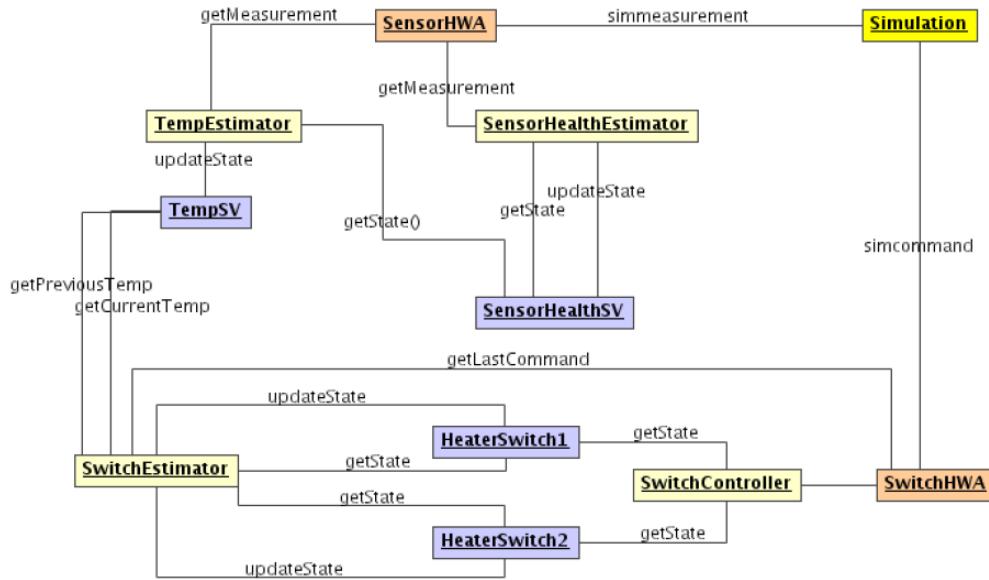 getMeasurement
simmeasurement
SensorHWA
Simulation
getMeasurement
TempEstimator
SensorHealthEstimator
updateState
updateState
getState
TempSV
getState()
simcommand
getPreviousTemp
getCurrentTemp
SensorHealthSV
getLastCommand
updateState
HeaterSwitch1
getState
getState
SwitchEstimator
SwitchController
SwitchHWA
getState
HeaterSwitch2
getState
updateState